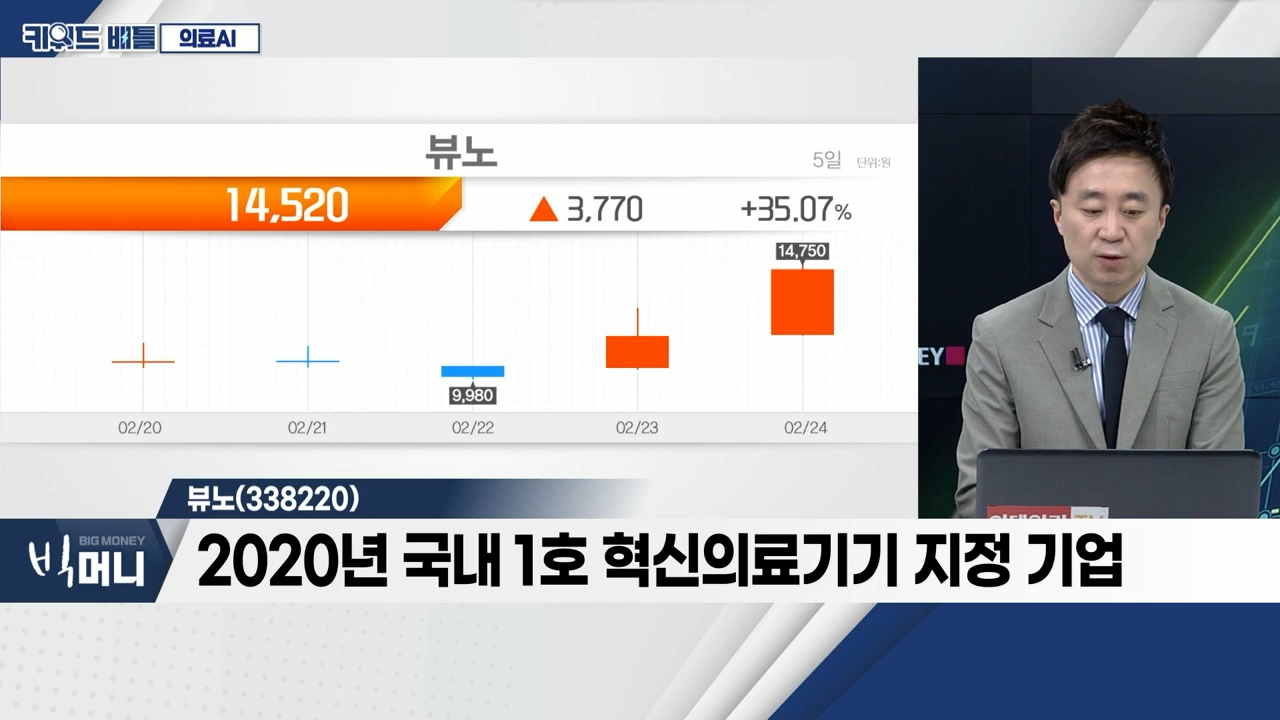 키워드 배틀 의료AI
뷰노
5일 단위:원
14,520 ▲3,770 +35.07%
14,750
9,980
02/20 02/21 02/22 02/23 02/24
EY
뷰노(338220)
BIG MONEY
빅머니
2020년 국내 1호 혁신의료기기 지정 기업